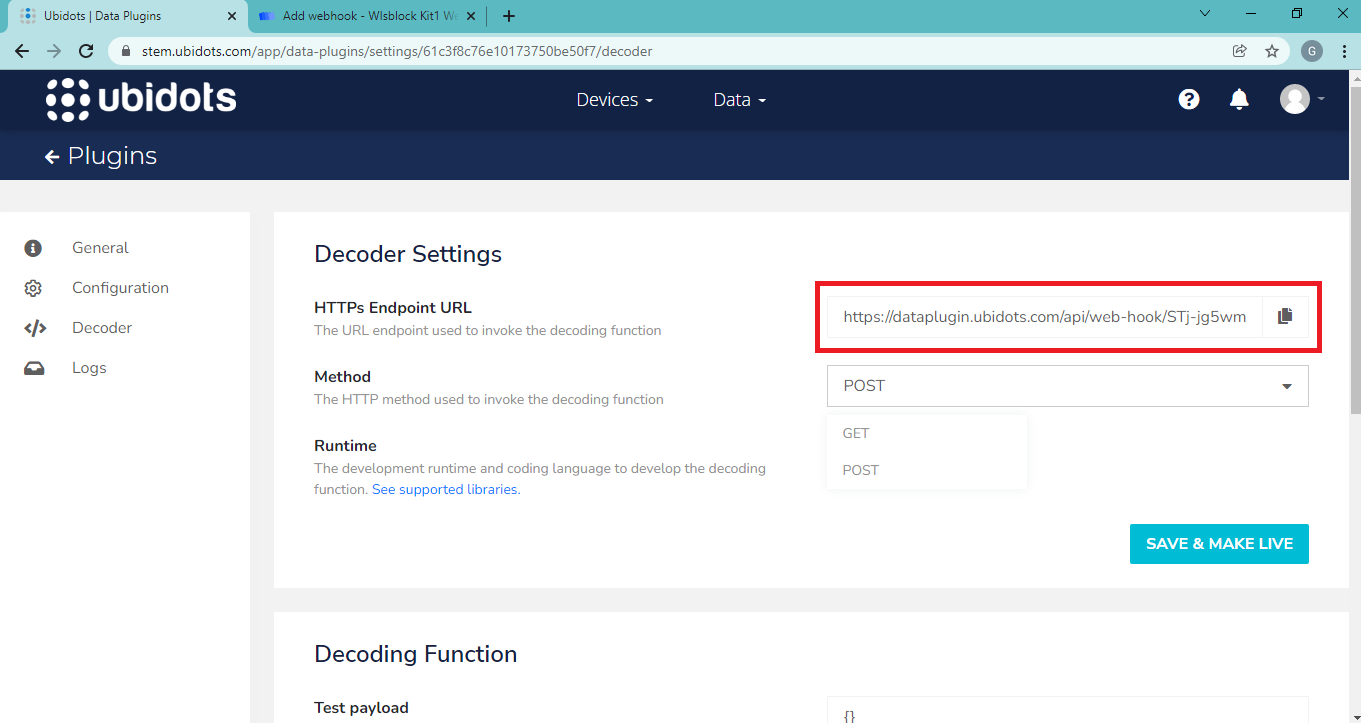 Ubidots | Data Plugins
Add webhook - WIsblock Kit1 We
stem.ubidots.com/app/data-plugins/settings/61c3f8c76e10173750be50f7/decoder
G
ubidots
Devices
Data
?
Plugins
General
Configuration
Decoder
Logs
Decoder Settings
HTTPs Endpoint URL
The URL endpoint used to invoke the decoding function
https://dataplugin.ubidots.com/api/web-hook/STj-jg5wm
Method
The HTTP method used to invoke the decoding function
POST
GET
POST
Runtime
The development runtime and coding language to develop the decoding
function. See supported libraries.
SAVE & MAKE LIVE
Decoding Function
Test payload
{}